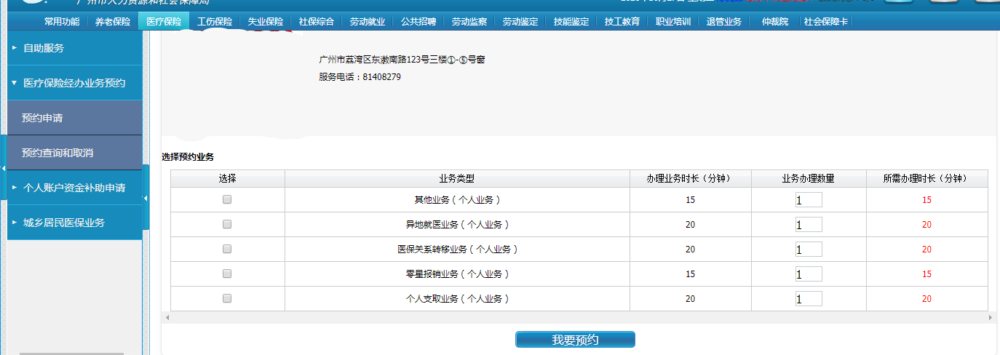 广州市人力资源和社会保障局
常用功能 养老保险 医疗保险 工伤保险 失业保险 社保综合 劳动就业 公共招聘 劳动监察 劳动鉴定 技能鉴定 技工教育 职业培训 退管业务 仲裁院 社会保障卡
自助服务
医疗保险经办业务预约
预约申请
预约查询和取消
个人账户资金补助申请
城乡居民医保业务
广州市荔湾区东漖南路123号三楼①-⑤号窗
服务电话：81408279
选择预约业务
选择 业务类型 办理业务时长（分钟） 业务办理数量 所需办理时长（分钟）
其他业务（个人业务） 15 1 15
异地就医业务（个人业务） 20 1 20
医保关系转移业务（个人业务） 20 1 20
零星报销业务（个人业务） 15 1 15
个人支取业务（个人业务） 20 1 20
我要预约